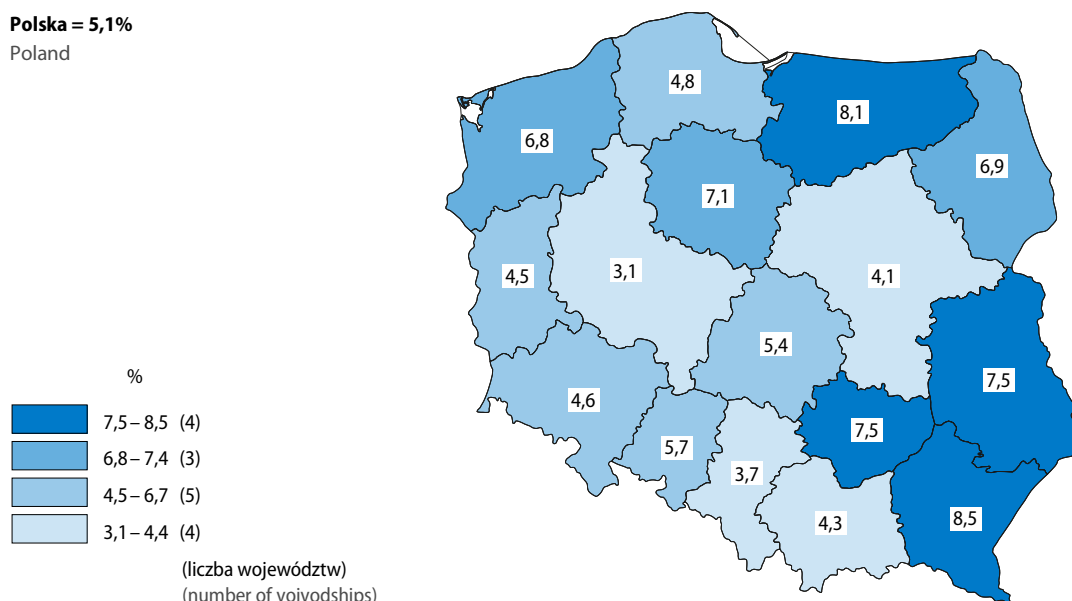 Polska = 5,1%
Poland
4,8
8,1
6,8
6,9
7,1
3,1
4,1
4,5
5,4
7,5
4,6
7,5
5,7
3,7
8,5
4,3
%
7,5 – 8,5 (4)
6,8 – 7,4 (3)
4,5 – 6,7 (5)
3,1 – 4,4 (4)
(liczba województw)
(number of voivodships)